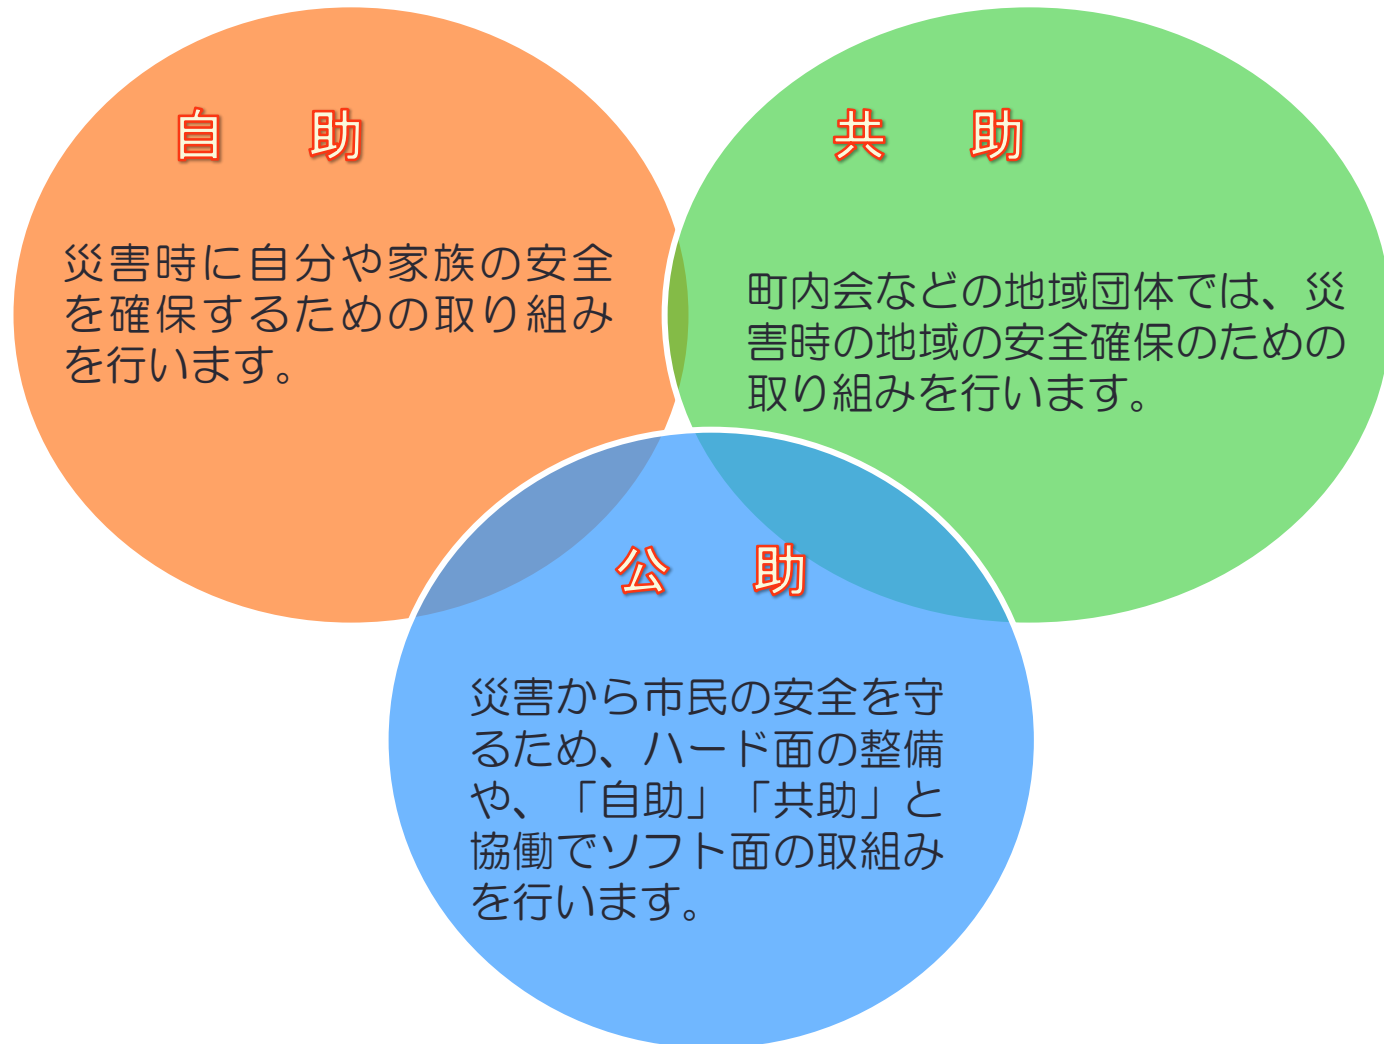 自　助
災害時に自分や家族の安全
を確保するための取り組み
を行います。
共　助
町内会などの地域団体では、災
害時の地域の安全確保のための
取り組みを行います。
公　助
災害から市民の安全を守
るため、ハード面の整備
や、「自助」「共助」と
協働でソフト面の取組み
を行います。